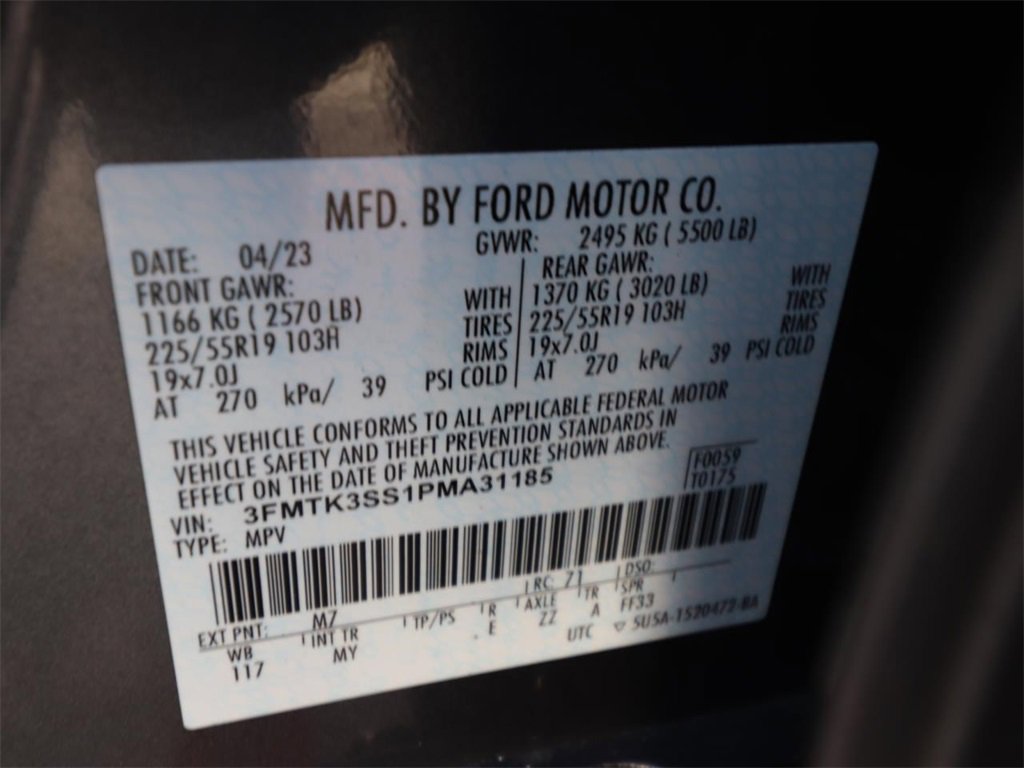 MFD. BY FORD MOTOR CO.
DATE: 04/23 GVWR: 2495 KG ( 5500 LB)
FRONT GAWR: REAR GAWR:
1166 KG ( 2570 LB) WITH 1370 KG ( 3020 LB) WITH
225/55R19 103H TIRES 225/55R19 103H TIRES
19x7.0J RIMS 19x7.0J RIMS
AT 270 kPa/ 39 PSI COLD AT 270 kPa/ 39 PSI COLD
THIS VEHICLE CONFORMS TO ALL APPLICABLE FEDERAL MOTOR
VEHICLE SAFETY AND THEFT PREVENTION STANDARDS IN
EFFECT ON THE DATE OF MANUFACTURE SHOWN ABOVE.
F0059
VIN: 3FMTK3SS1PMA31185 T0175
TYPE: MPV
EXT PNT: M7 RC: 71 DSO:
WB INT TR TP/PS R AXLE TR SPR
117 MY E ZZ A FF33
UTC ▽ 5U5A-1520472-BA